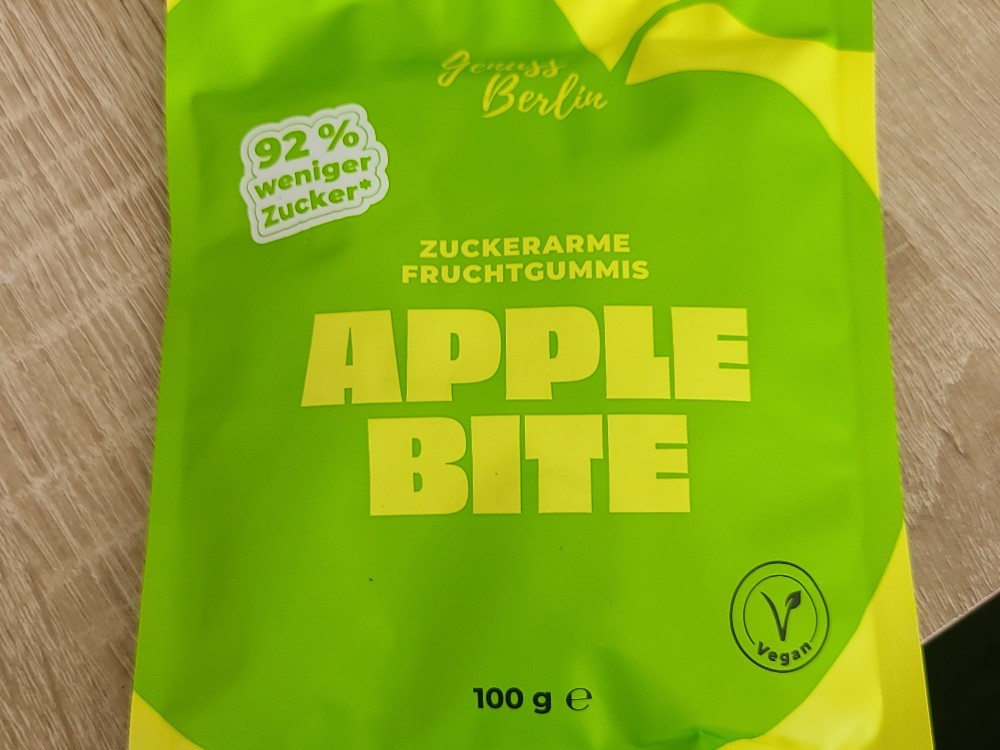 Genuss
Berlin
92 %
weniger
Zucker*
ZUCKERARME
FRUCHTGUMMIS
APPLE
BITE
Vegan
100 g ℮